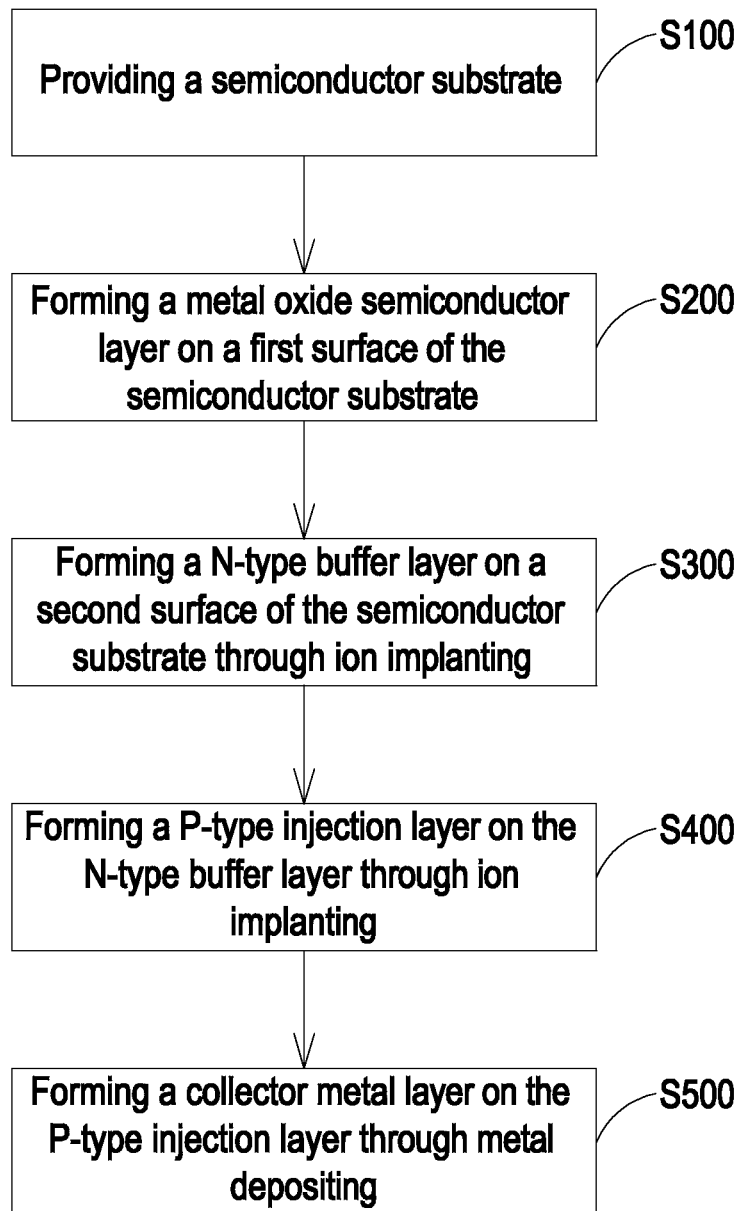 Providing a semiconductor substrate
S100
Forming a metal oxide semiconductor
layer on a first surface of the
semiconductor substrate
S200
Forming a N-type buffer layer on a
second surface of the semiconductor
substrate through ion implanting
S300
Forming a P-type injection layer on the
N-type buffer layer through ion
implanting
S400
Forming a collector metal layer on the
P-type injection layer through metal
depositing
S500